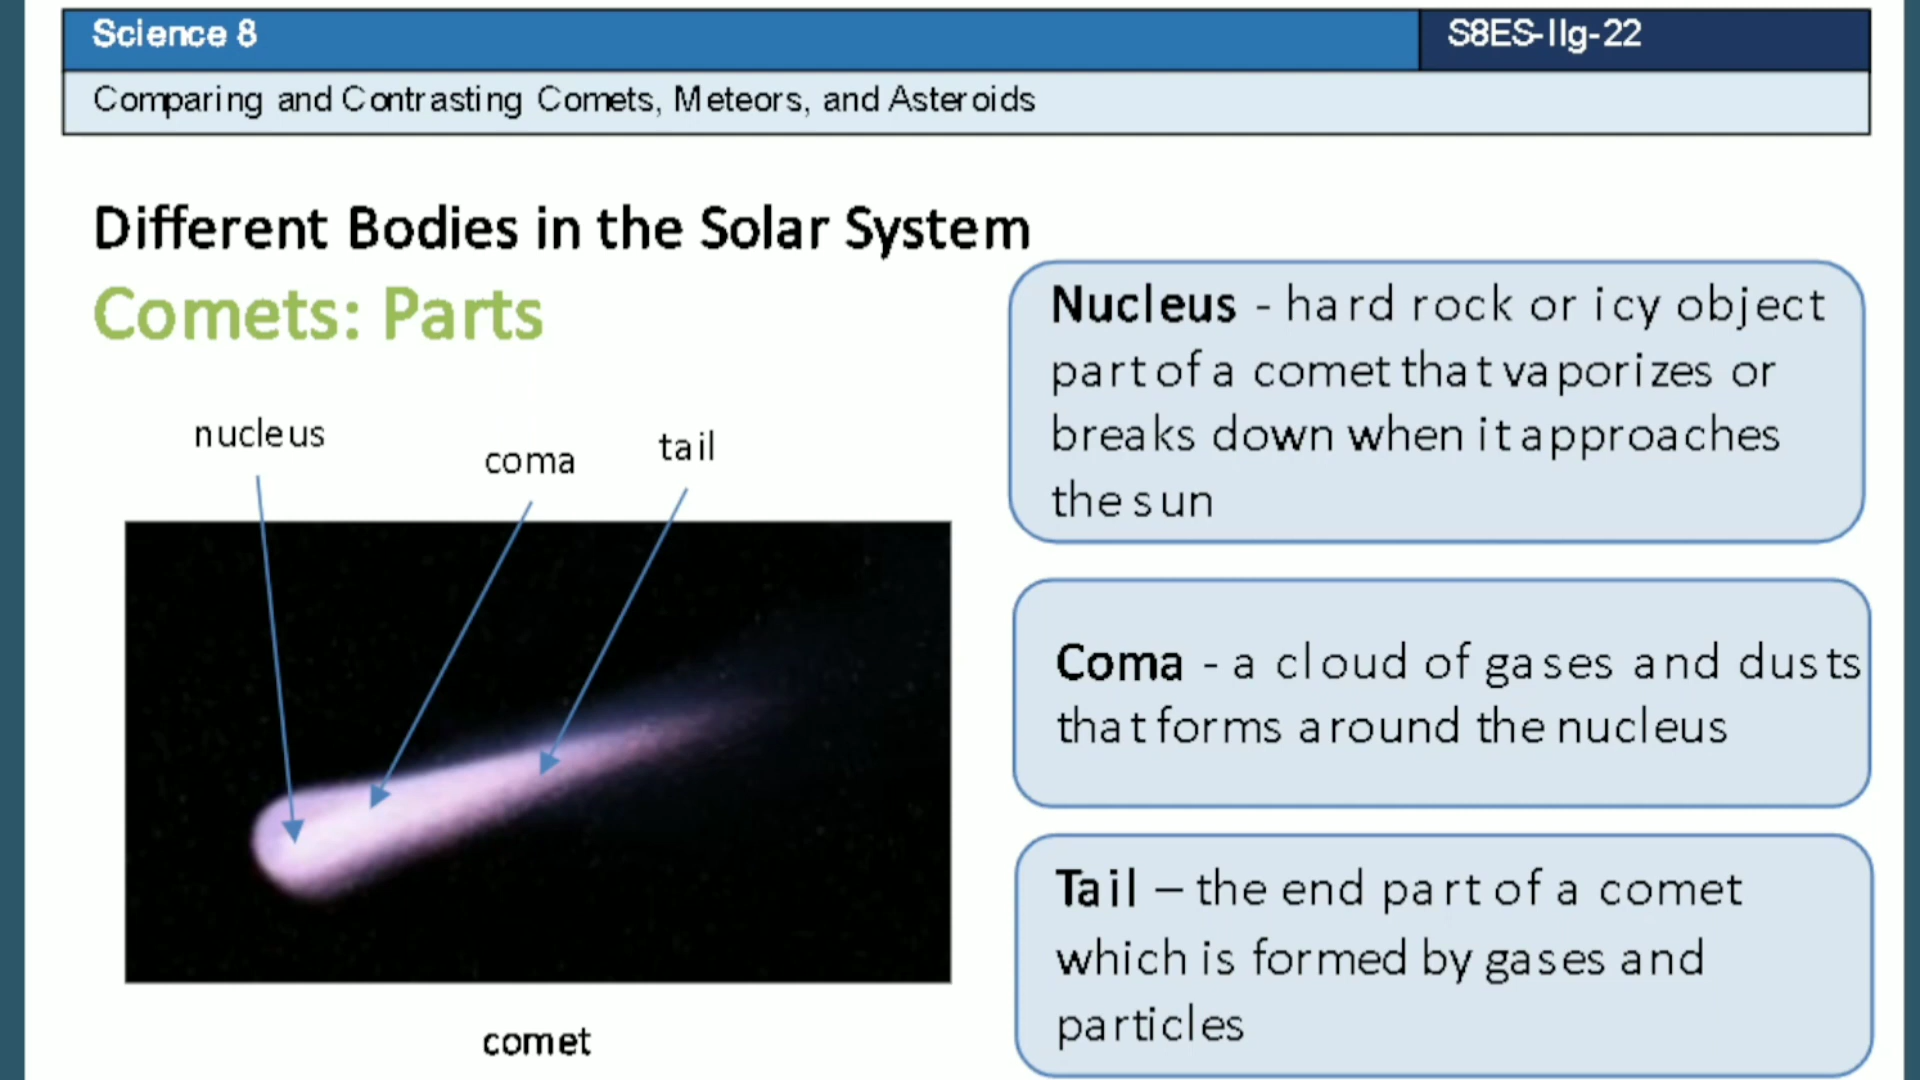 Science 8
S8ES-IIg-22
Comparing and Contrasting Comets, Meteors, and Asteroids
Different Bodies in the Solar System
Comets: Parts
nucleus
coma
tail
comet
Nucleus - hard rock or icy object
part of a comet that vaporizes or
breaks down when it approaches
the sun
Coma - a cloud of gases and dusts
that forms around the nucleus
Tail – the end part of a comet
which is formed by gases and
particles